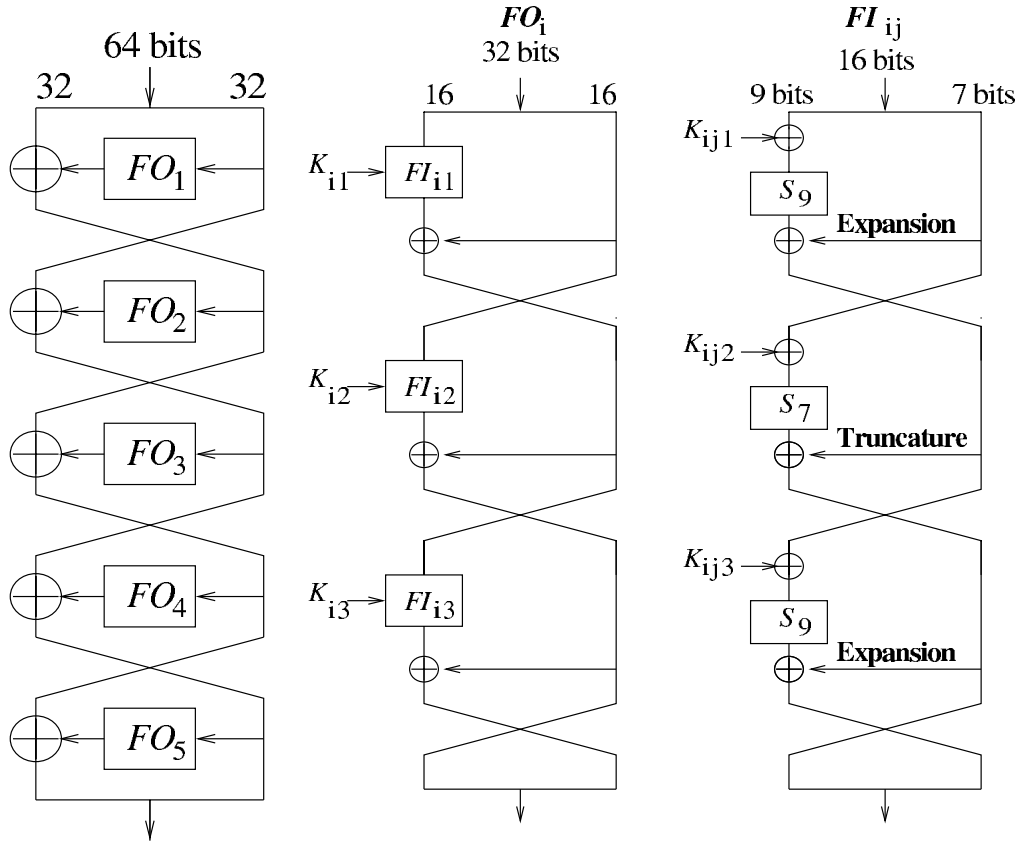 64 bits
32 32
FO1
FO2
FO3
FO4
FO5
FOi
32 bits
16 16
Ki1 FIi1
Ki2 FIi2
Ki3 FIi3
FI ij
16 bits
9 bits 7 bits
Kij1
S9
Expansion
Kij2
S7
Truncature
Kij3
S9
Expansion